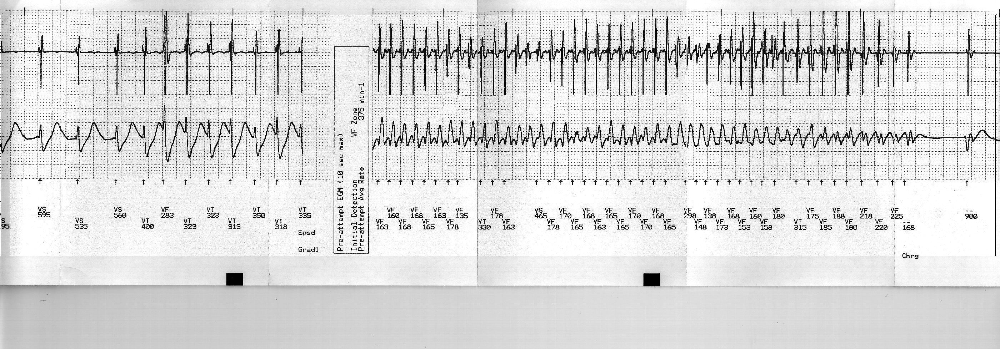 VS VS VF VT VT VT
595 560 283 323 350 335
S VS VT VT VT VT
95 535 400 323 313 318
Epsd
Gradl
Pre-attempt EGM (10 sec max)
Initial Detection VF Zone
Pre-attempt Avg Rate 375 min-1
VF VF VF VF VF VS VF VF VF VF VF VF VF VF VF VF VF VF VF VF --
160 168 163 135 178 465 170 168 165 170 168 298 138 168 160 180 175 188 218 225 900
VF VF VF VF VT VF VF VF VF VF VF VF VF VF VF VF VT VF VF VF --
163 168 165 178 330 163 178 165 163 165 170 165 148 173 153 158 315 185 180 220 168
Chrg